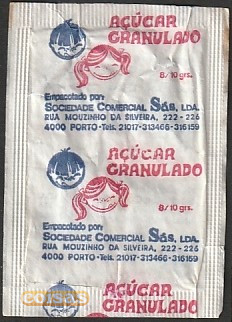 AÇÚCAR
GRANULADO
8/10 grs.
Empacotado por:
SOCIEDADE COMERCIAL Sás, LDA.
RUA MOUZINHO DA SILVEIRA, 222-226
4000 PORTO-Tels. 21017-313466-316159
AÇÚCAR
GRANULADO
8/10 grs.
Empacotado por:
SOCIEDADE COMERCIAL Sás, LDA.
RUA MOUZINHO DA SILVEIRA, 222-226
4000 PORTO-Tels. 21017-313466-316159
AÇÚCAR
GRANULADO